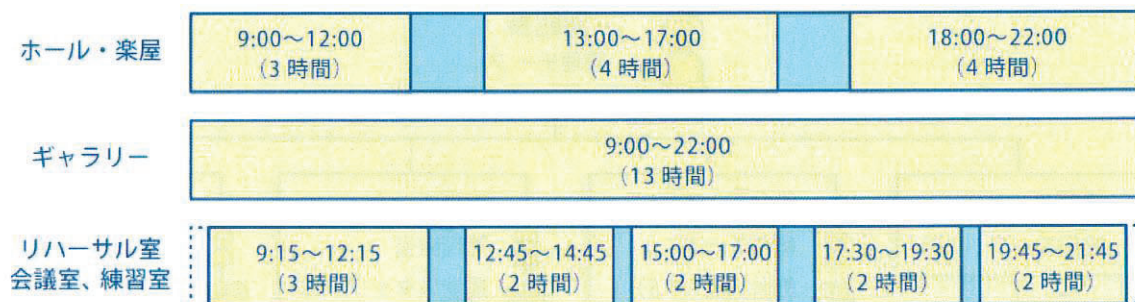 ホール・楽屋
9:00～12:00
（3 時間）
13:00～17:00
（4 時間）
18:00～22:00
（4 時間）
ギャラリー
9:00～22:00
（13 時間）
リハーサル室
会議室、練習室
9:15～12:15
（3 時間）
12:45～14:45
（2 時間）
15:00～17:00
（2 時間）
17:30～19:30
（2 時間）
19:45～21:45
（2 時間）